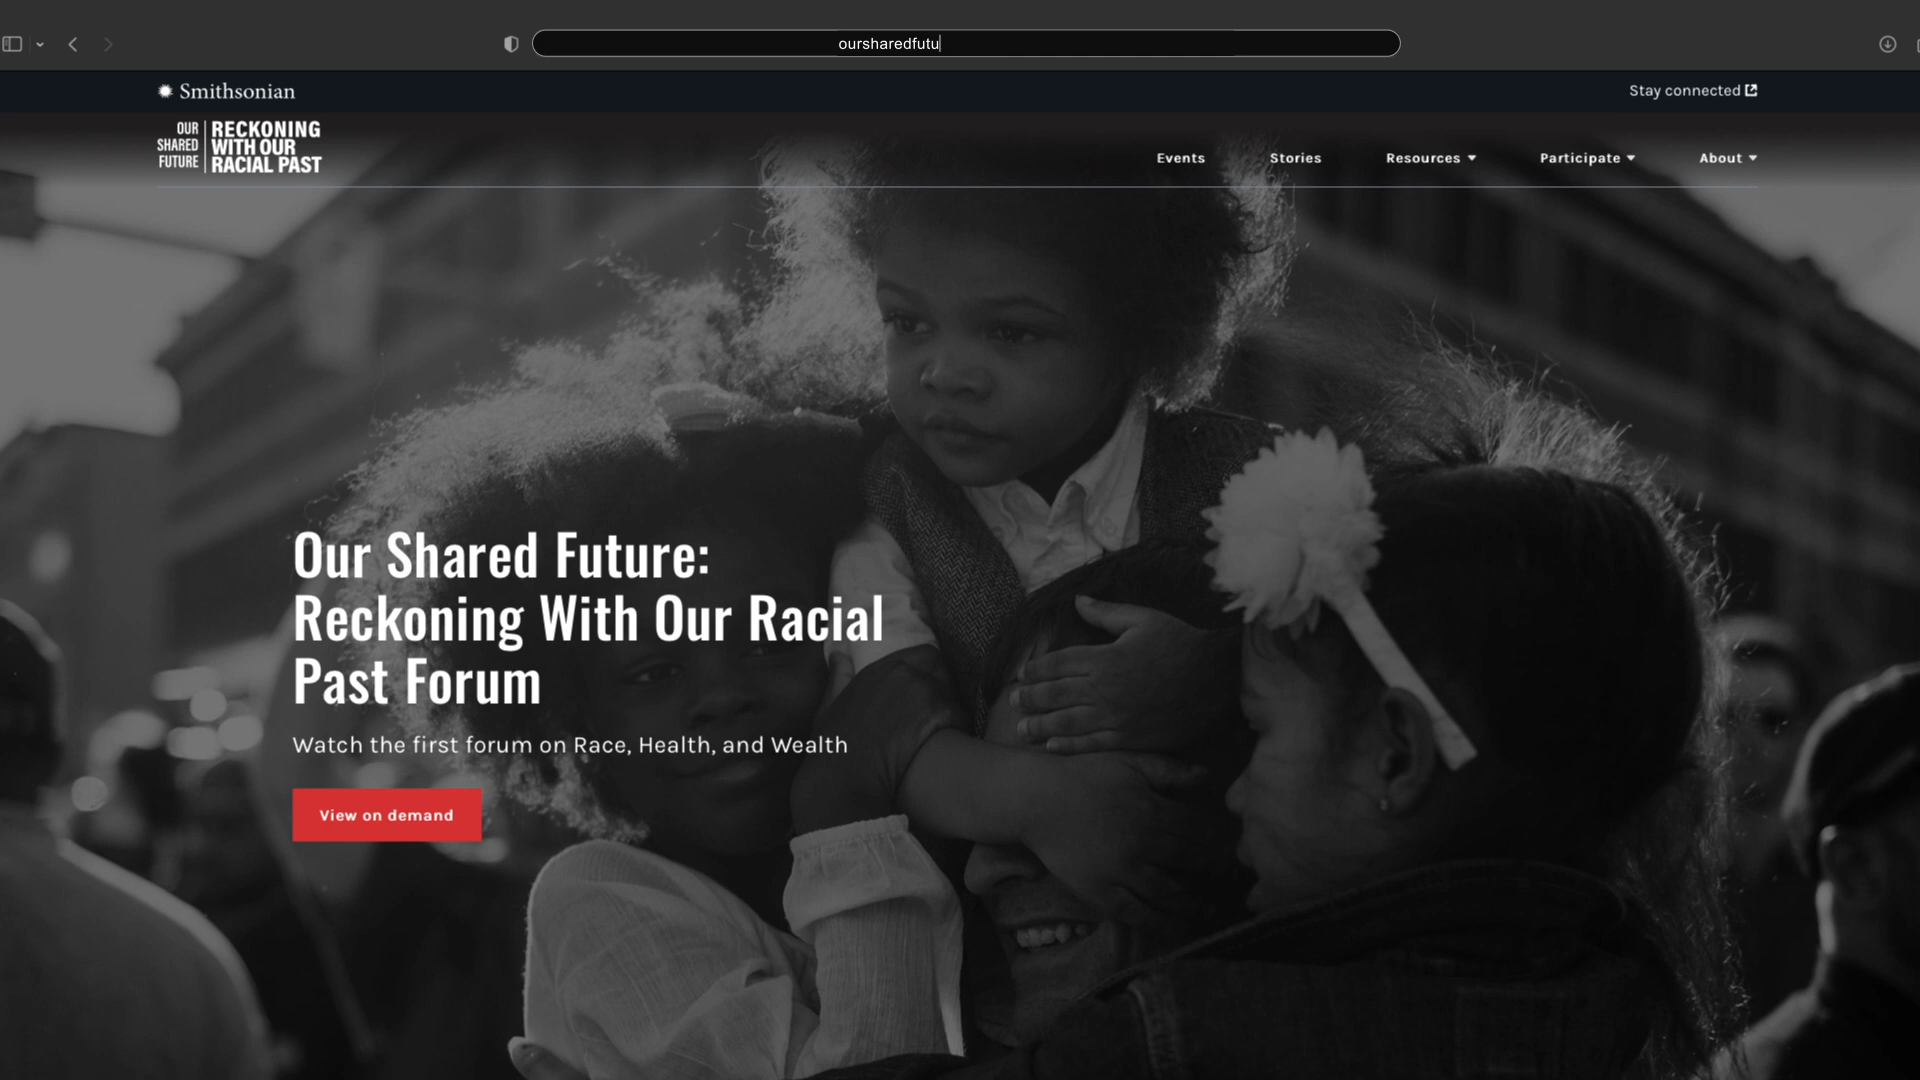 oursharedfutu
Smithsonian
Stay connected
OUR SHARED FUTURE
RECKONING WITH OUR RACIAL PAST
Events
Stories
Resources
Participate
About
Our Shared Future:
Reckoning With Our Racial
Past Forum
Watch the first forum on Race, Health, and Wealth
View on demand